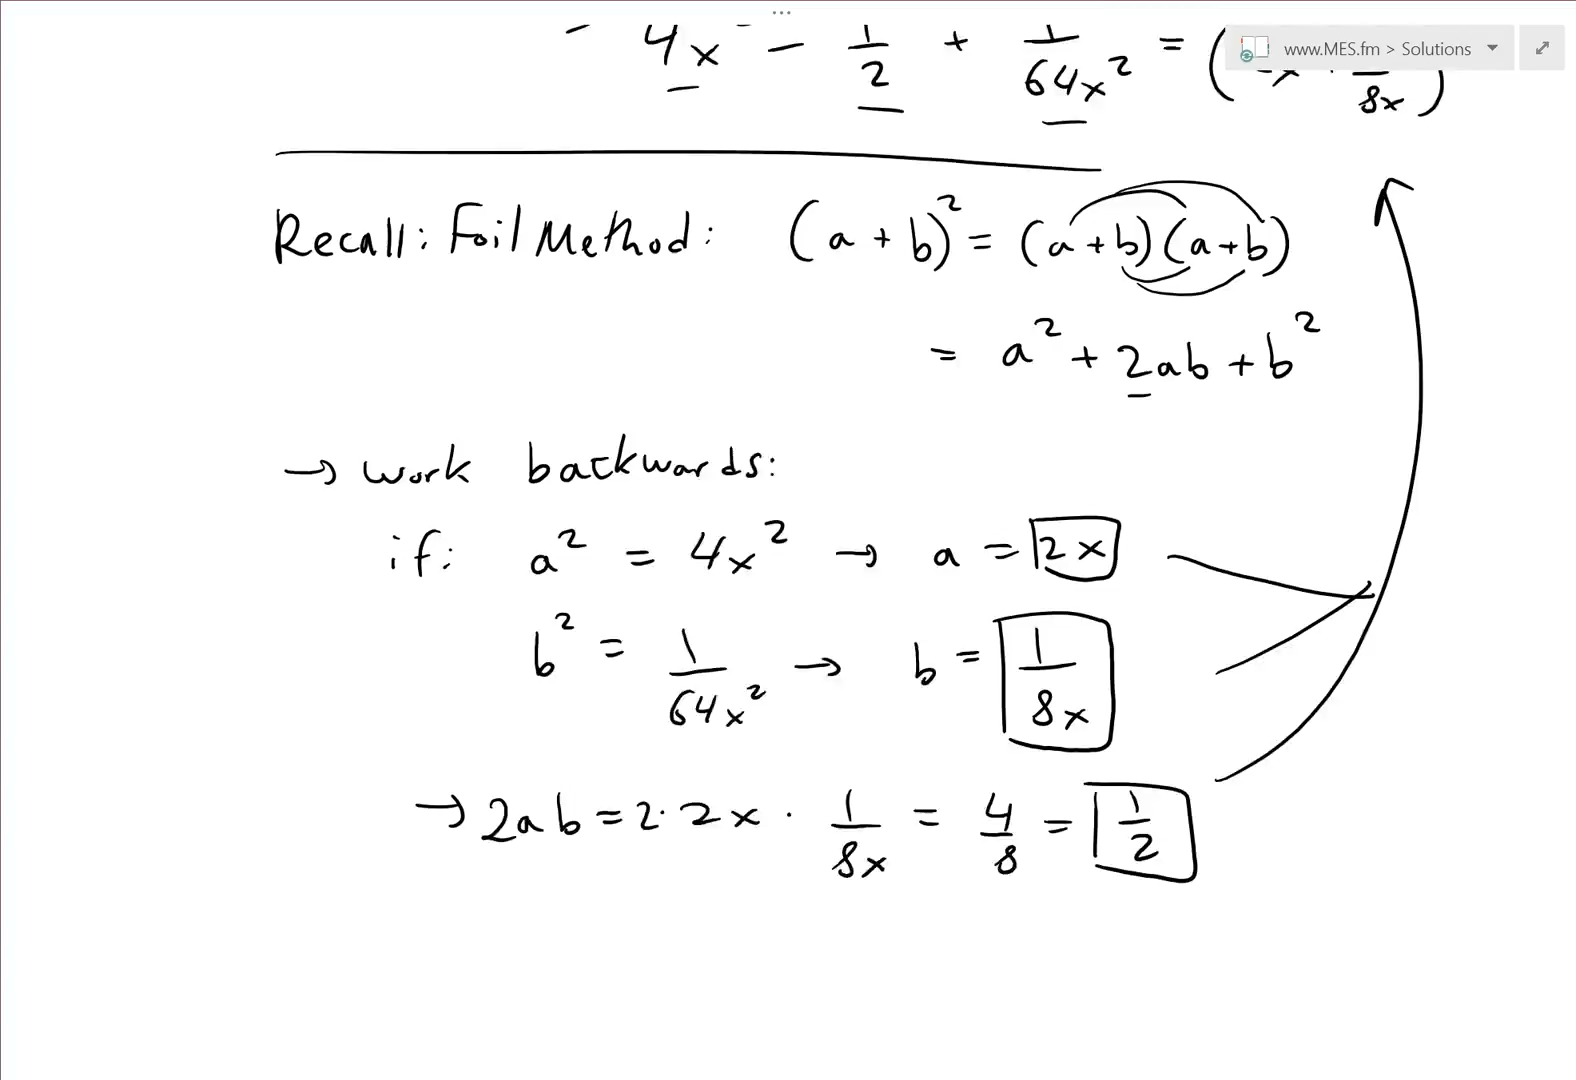 www.MES.fm > Solutions
4x - 1/2 + 1/64x² = ( 8x )
Recall: Foil Method: (a + b)² = (a+b)(a+b)
= a² + 2ab + b²
→ work backwards:
if: a² = 4x² → a = 2x
b² = 1/64x² → b = 1/8x
→ 2ab = 2·2x · 1/8x = 4/8 = 1/2